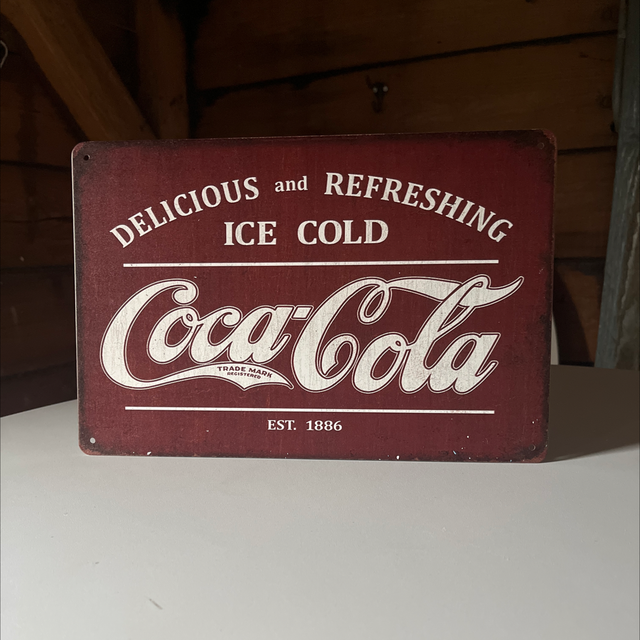 DELICIOUS and REFRESHING
ICE COLD
Coca-Cola
TRADE MARK
REGISTERED
EST. 1886